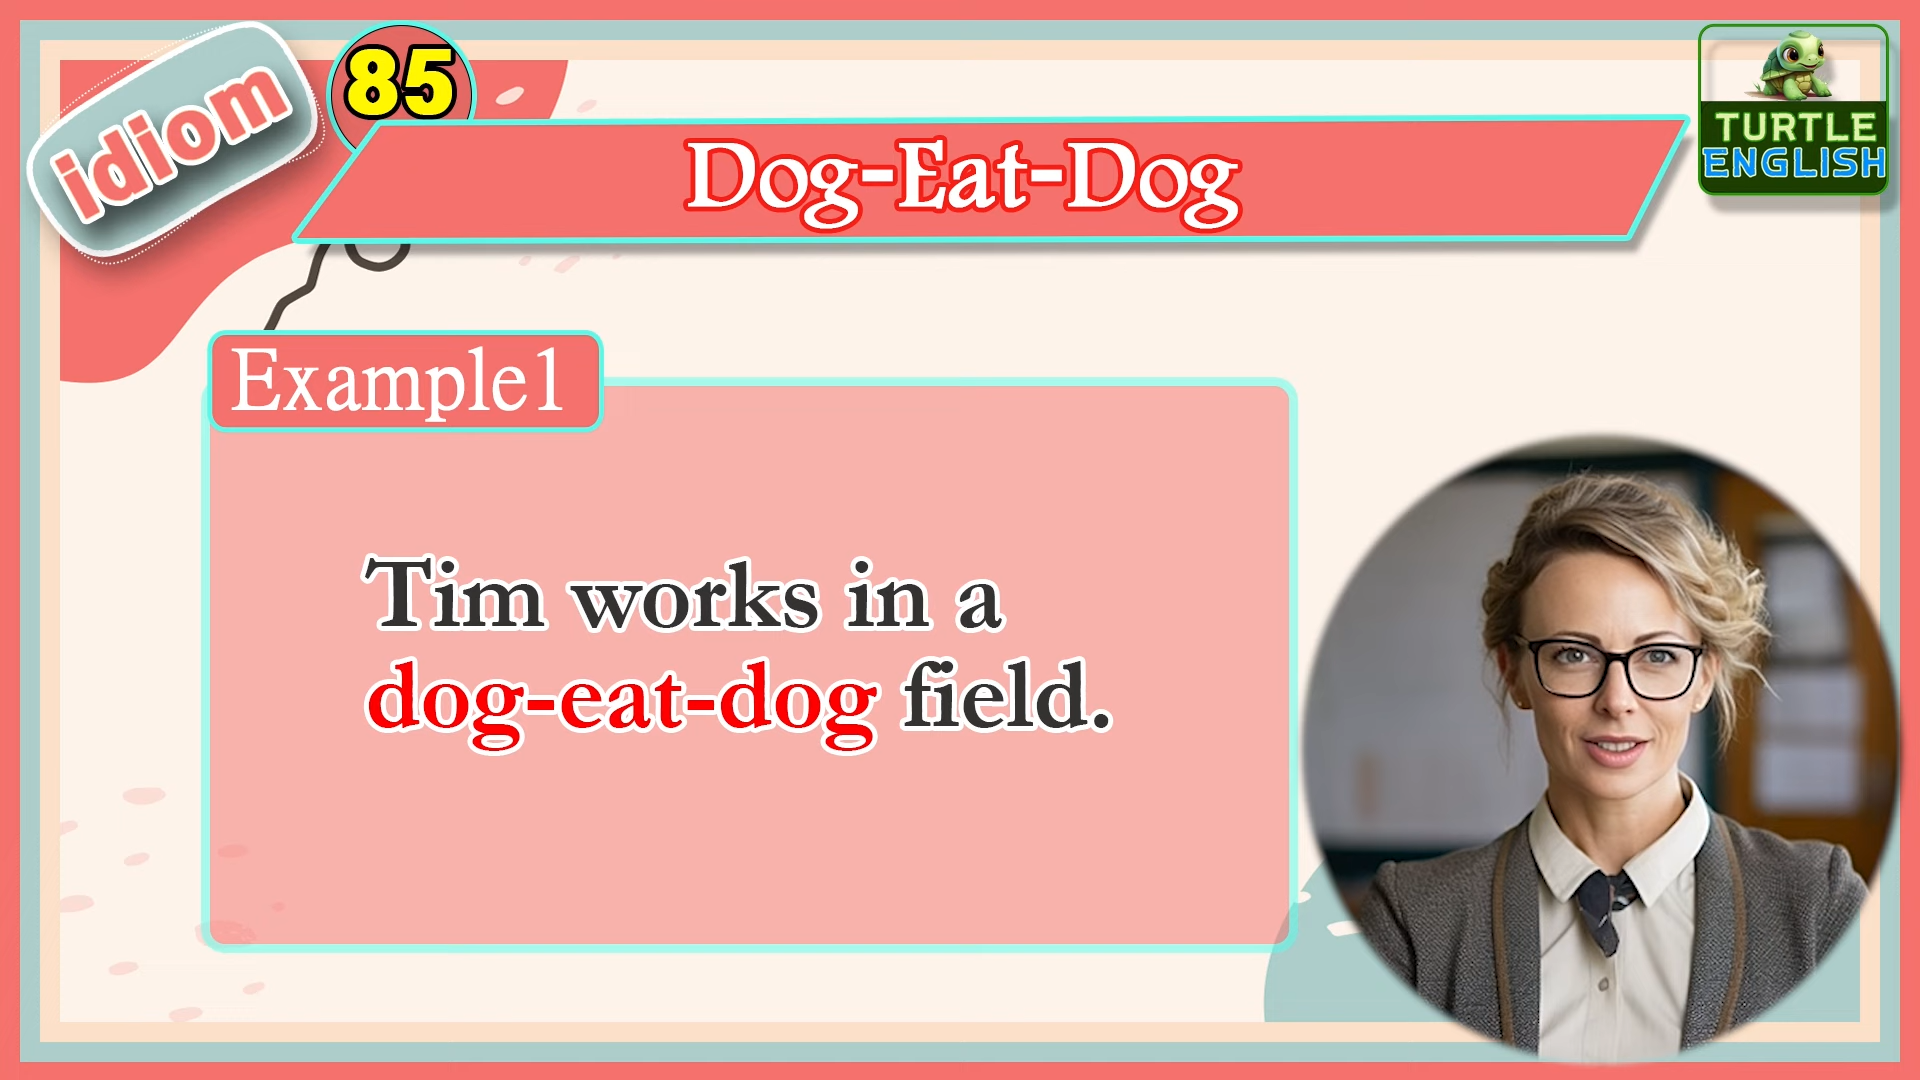 idiom
85
TURTLE
ENGLISH
Dog-Eat-Dog
Example1
Tim works in a
dog-eat-dog field.